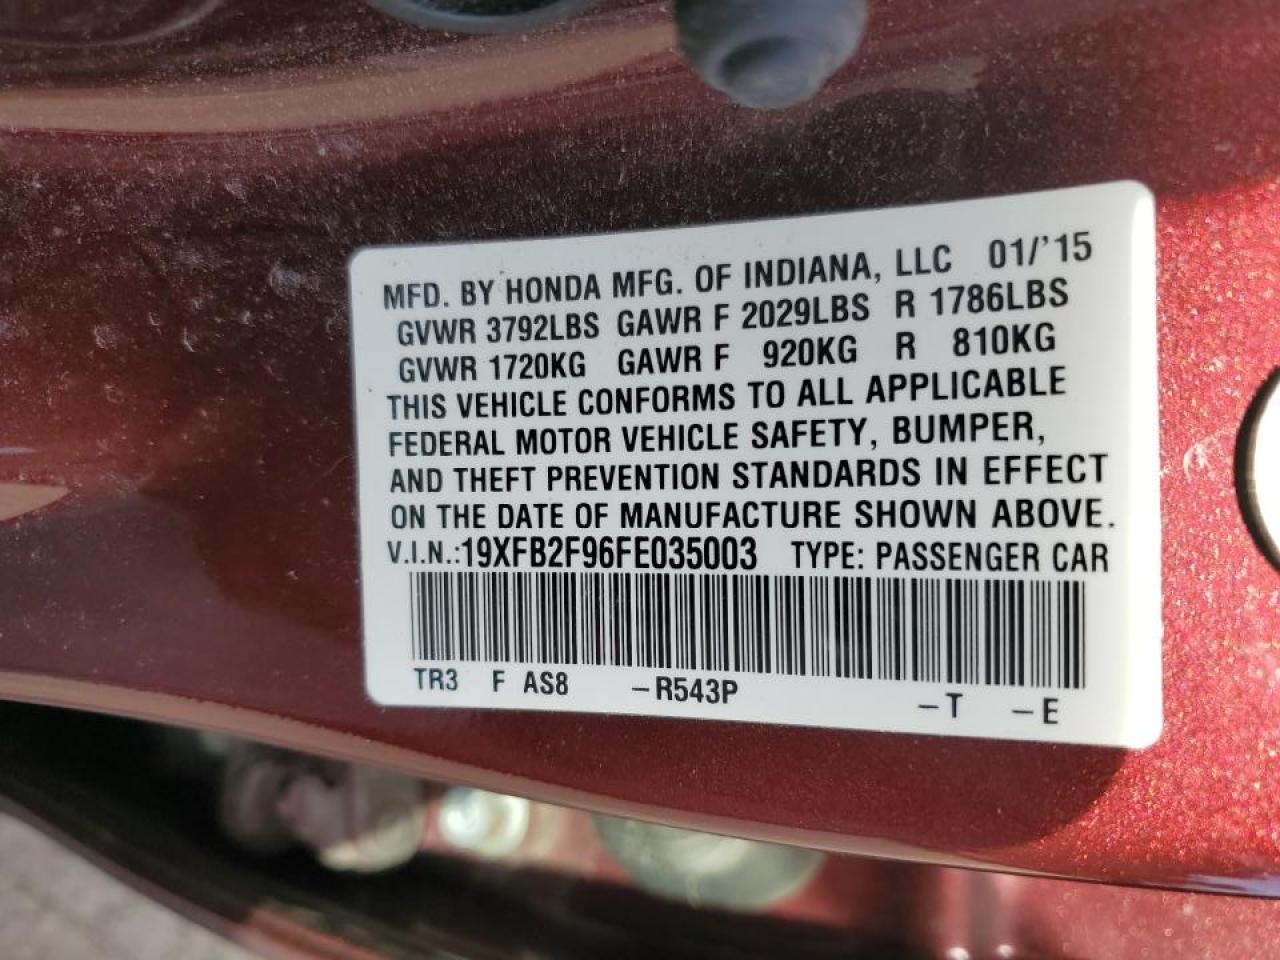 MFD. BY HONDA MFG. OF INDIANA, LLC 01/'15
GVWR 3792LBS GAWR F 2029LBS R 1786LBS
GVWR 1720KG GAWR F 920KG R 810KG
THIS VEHICLE CONFORMS TO ALL APPLICABLE
FEDERAL MOTOR VEHICLE SAFETY, BUMPER,
AND THEFT PREVENTION STANDARDS IN EFFECT
ON THE DATE OF MANUFACTURE SHOWN ABOVE.
V.I.N.:19XFB2F96FE035003 TYPE: PASSENGER CAR
TR3 F AS8 –R543P –T –E